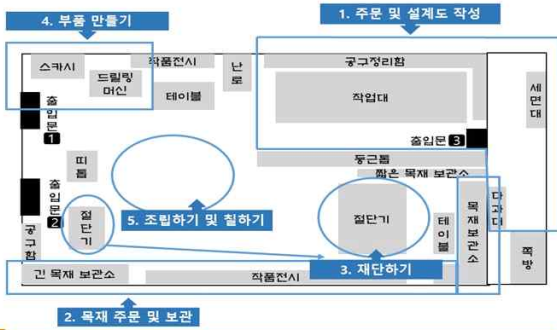 4. 부품 만들기
1. 주문 및 설계도 작성
스카시
작품전시
난로
공구정리함
드릴링
머신
테이블
작업대
세면대
출입문
1
출입문 3
띠톱
둥근톱
짧은 목재 보관소
출입문
2
절단기
5. 조립하기 및 칠하기
절단기
테이블
목재 보관소
다과대
공구함
쪽방
3. 재단하기
긴 목재 보관소
작품전시
2. 목재 주문 및 보관